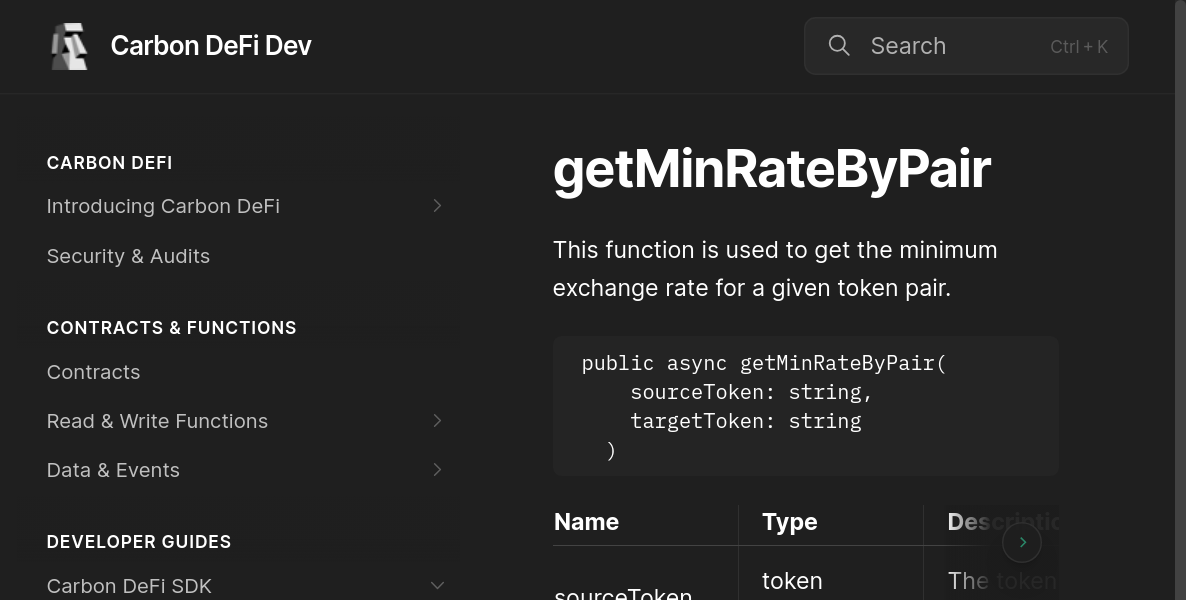 Carbon DeFi Dev
Search
Ctrl + K
CARBON DEFI
Introducing Carbon DeFi
Security & Audits
CONTRACTS & FUNCTIONS
Contracts
Read & Write Functions
Data & Events
DEVELOPER GUIDES
Carbon DeFi SDK
getMinRateByPair
This function is used to get the minimum
exchange rate for a given token pair.
public async getMinRateByPair(
    sourceToken: string,
    targetToken: string
  )
Name
Type
Descriptio
sourceToken
token
The token